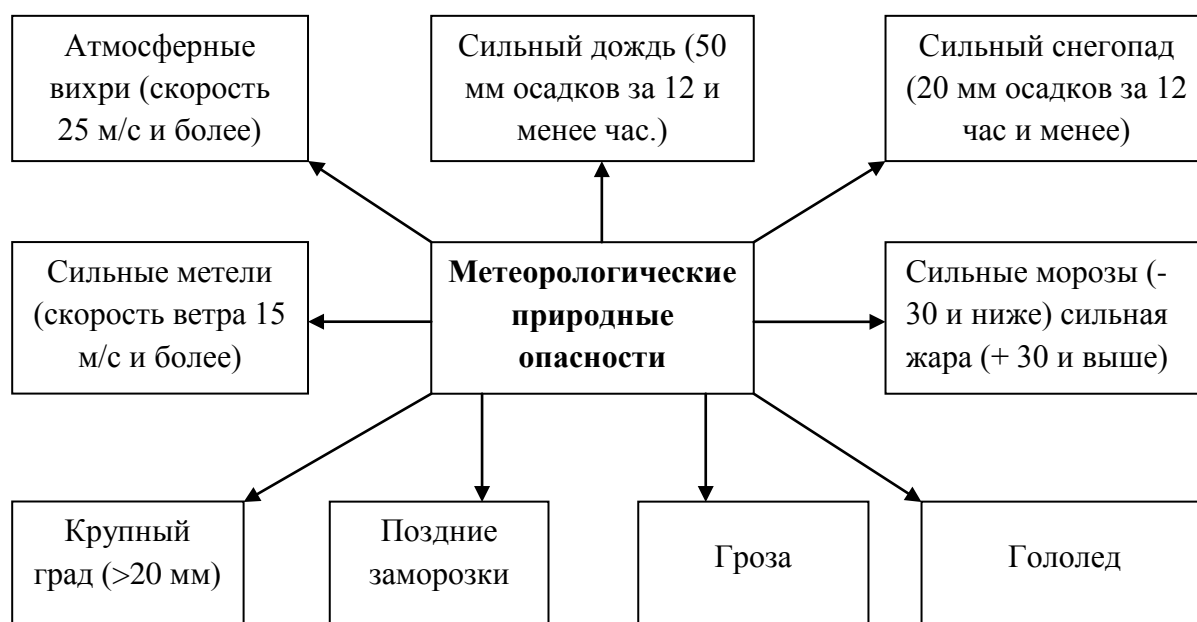 Атмосферные
вихри (скорость
25 м/с и более)
Сильный дождь (50
мм осадков за 12 и
менее час.)
Сильный снегопад
(20 мм осадков за 12
час и менее)
Сильные метели
(скорость ветра 15
м/с и более)
Метеорологические
природные
опасности
Сильные морозы (-
30 и ниже) сильная
жара (+ 30 и выше)
Крупный
град (>20 мм)
Поздние
заморозки
Гроза
Гололед